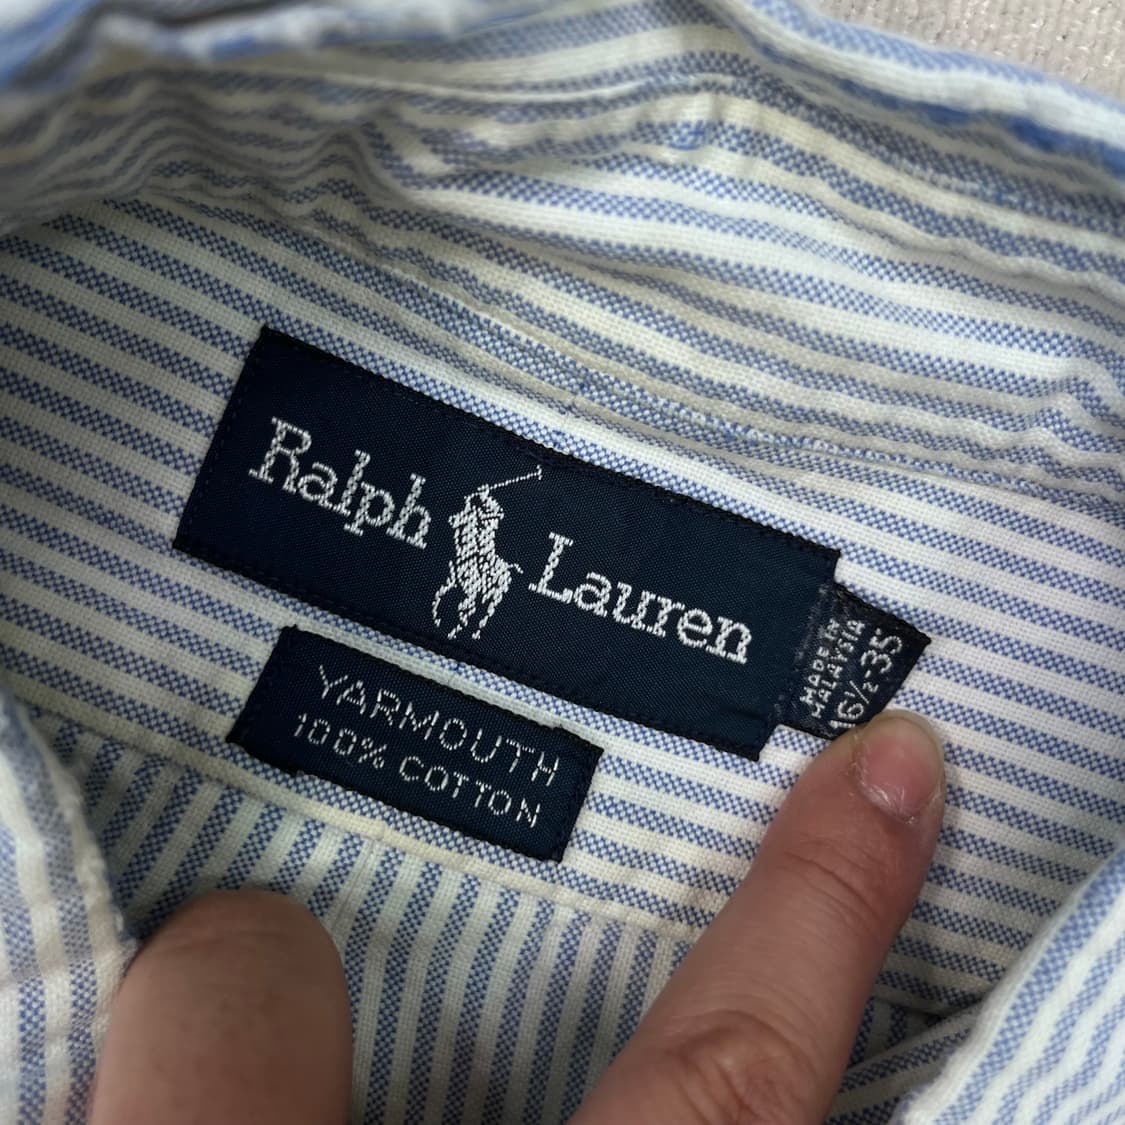 Ralph Lauren
MADE IN
MALAYSIA
16½-35
YARMOUTH
100% COTTON